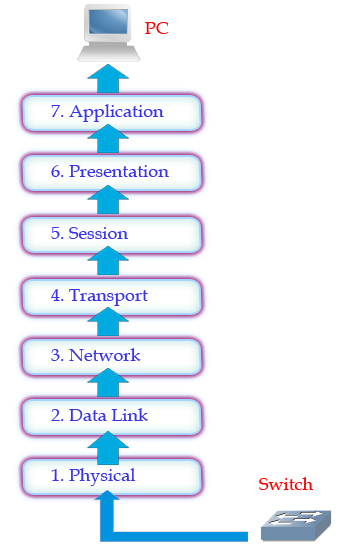 PC
7. Application
6. Presentation
5. Session
4. Transport
3. Network
2. Data Link
1. Physical
Switch